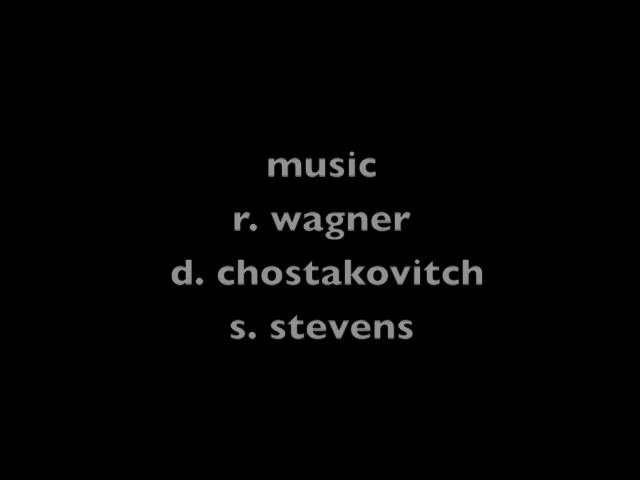 music
r. wagner
d. chostakovitch
s. stevens